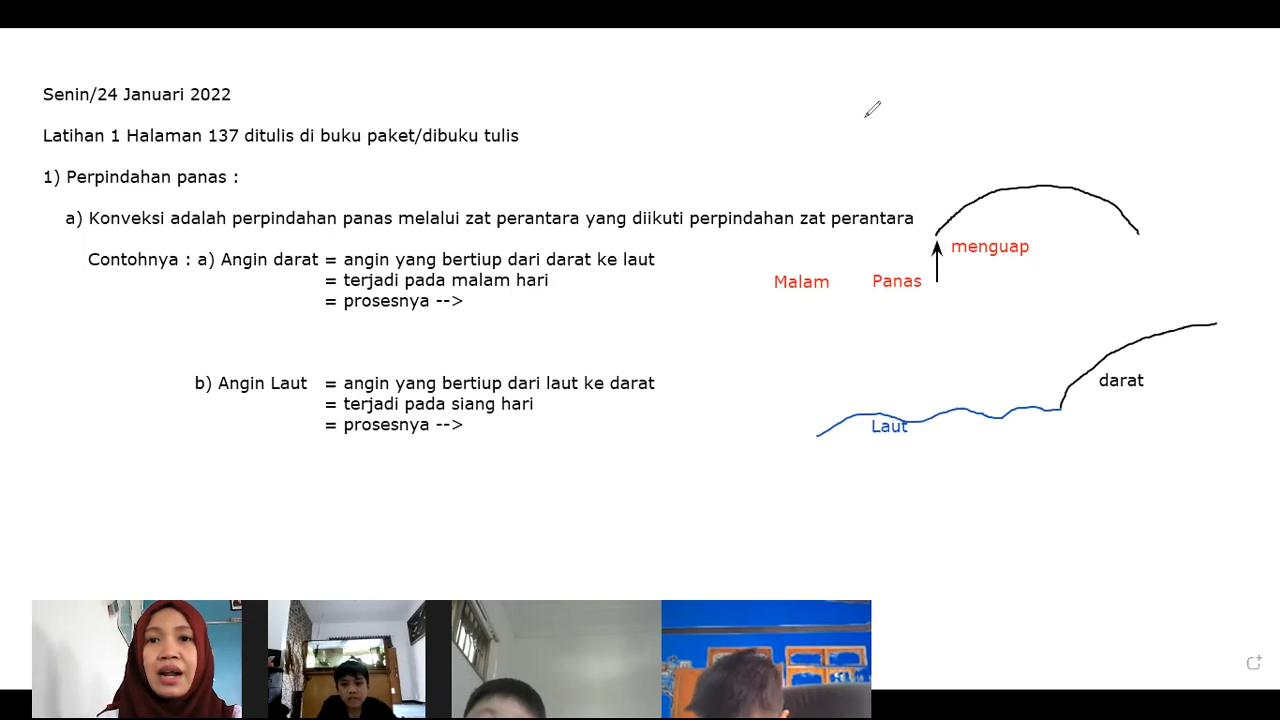 Senin/24 Januari 2022
Latihan 1 Halaman 137 ditulis di buku paket/dibuku tulis
1) Perpindahan panas :
a) Konveksi adalah perpindahan panas melalui zat perantara yang diikuti perpindahan zat perantara
Contohnya : a) Angin darat = angin yang bertiup dari darat ke laut
= terjadi pada malam hari
= prosesnya -->
b) Angin Laut = angin yang bertiup dari laut ke darat
= terjadi pada siang hari
= prosesnya -->
menguap
Malam Panas
darat
Laut